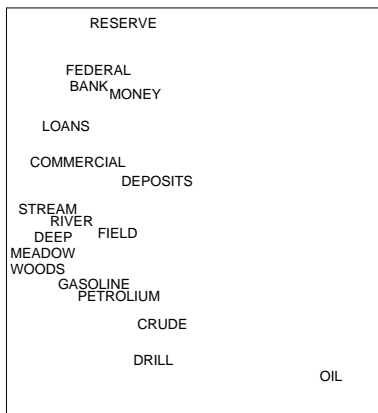 RESERVE
FEDERAL
BANK
MONEY
LOANS
COMMERCIAL
DEPOSITS
STREAM
RIVER
DEEP
FIELD
MEADOW
WOODS
GASOLINE
PETROLIUM
CRUDE
DRILL
OIL